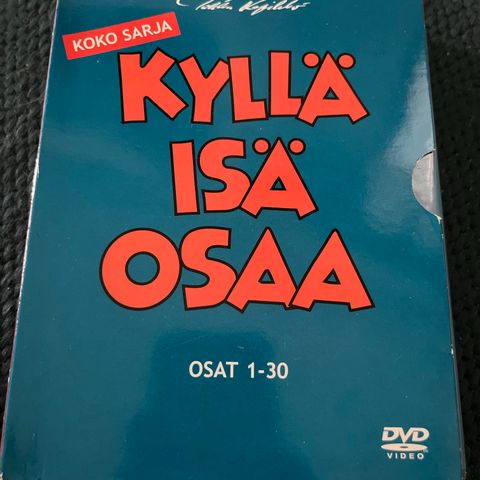 KOKO SARJA
KYLLÄ
ISÄ
OSAA
OSAT 1-30
DVD
VIDEO